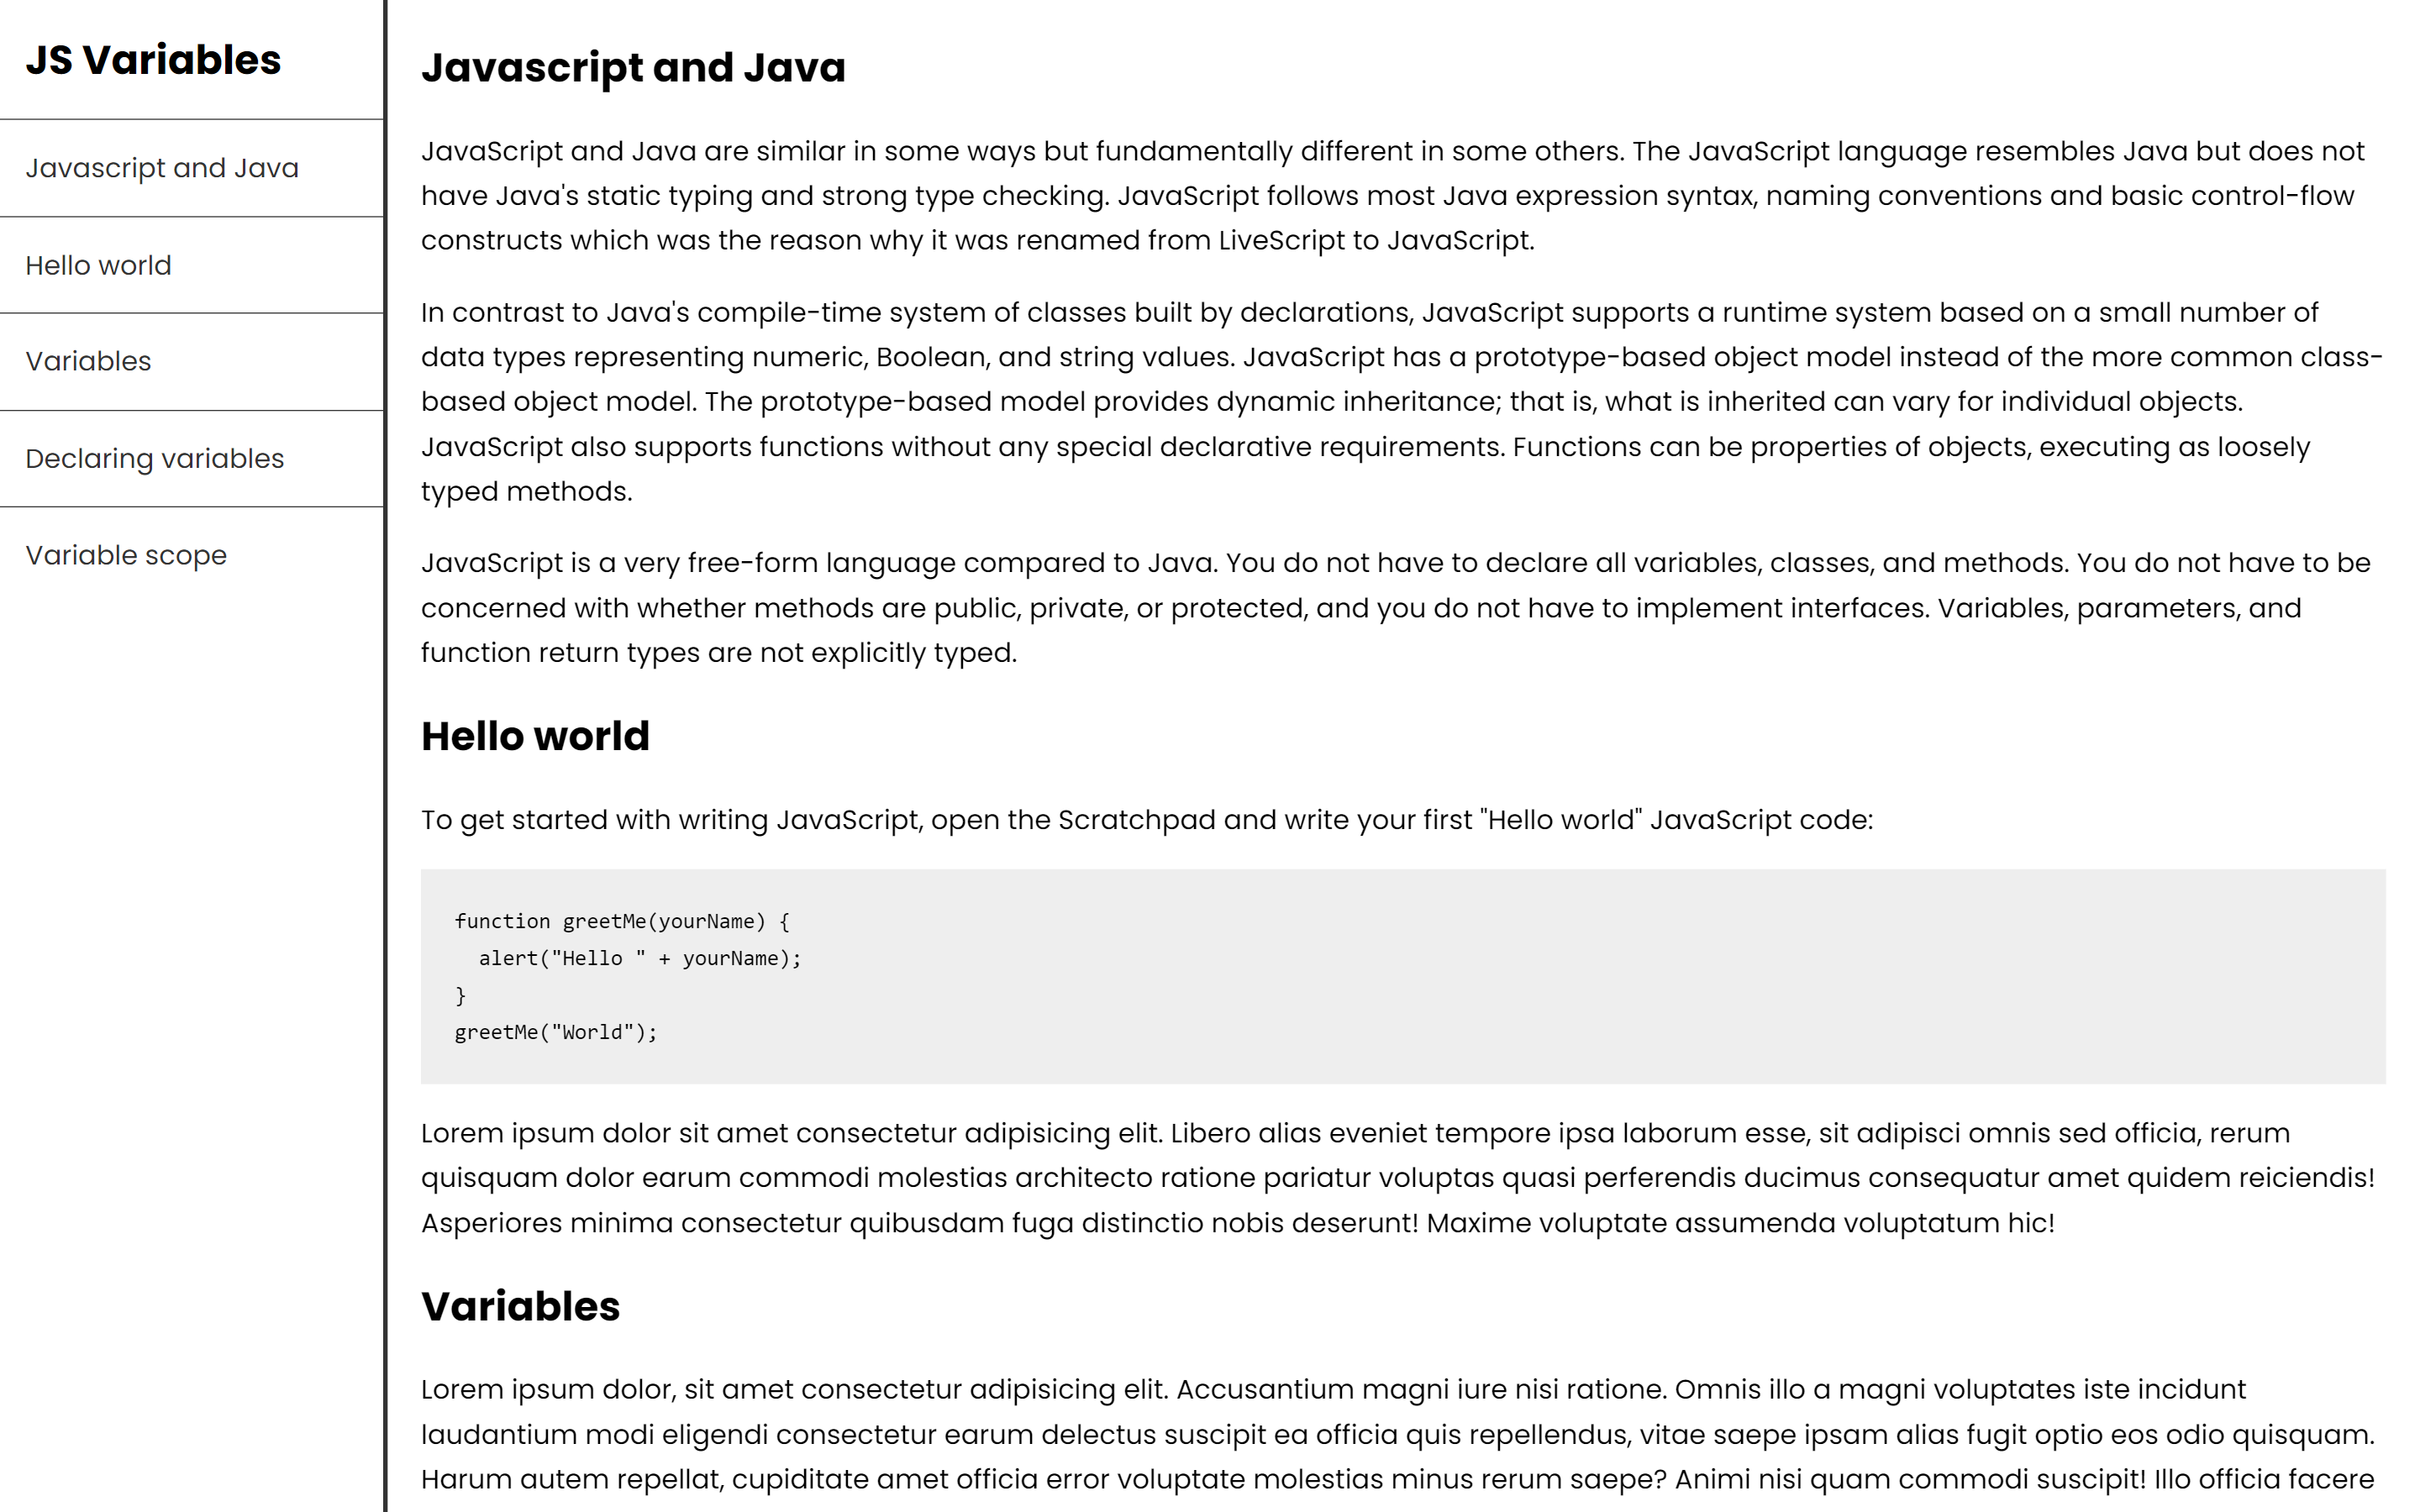 JS Variables
Javascript and Java
Hello world
Variables
Declaring variables
Variable scope
Javascript and Java
JavaScript and Java are similar in some ways but fundamentally different in some others. The JavaScript language resembles Java but does not
have Java's static typing and strong type checking. JavaScript follows most Java expression syntax, naming conventions and basic control-flow
constructs which was the reason why it was renamed from LiveScript to JavaScript.
In contrast to Java's compile-time system of classes built by declarations, JavaScript supports a runtime system based on a small number of
data types representing numeric, Boolean, and string values. JavaScript has a prototype-based object model instead of the more common class-
based object model. The prototype-based model provides dynamic inheritance; that is, what is inherited can vary for individual objects.
JavaScript also supports functions without any special declarative requirements. Functions can be properties of objects, executing as loosely
typed methods.
JavaScript is a very free-form language compared to Java. You do not have to declare all variables, classes, and methods. You do not have to be
concerned with whether methods are public, private, or protected, and you do not have to implement interfaces. Variables, parameters, and
function return types are not explicitly typed.
Hello world
To get started with writing JavaScript, open the Scratchpad and write your first "Hello world" JavaScript code:
function greetMe(yourName) {
  alert("Hello " + yourName);
}
greetMe("World");
Lorem ipsum dolor sit amet consectetur adipisicing elit. Libero alias eveniet tempore ipsa laborum esse, sit adipisci omnis sed officia, rerum
quisquam dolor earum commodi molestias architecto ratione pariatur voluptas quasi perferendis ducimus consequatur amet quidem reiciendis!
Asperiores minima consectetur quibusdam fuga distinctio nobis deserunt! Maxime voluptate assumenda voluptatum hic!
Variables
Lorem ipsum dolor, sit amet consectetur adipisicing elit. Accusantium magni iure nisi ratione. Omnis illo a magni voluptates iste incidunt
laudantium modi eligendi consectetur earum delectus suscipit ea officia quis repellendus, vitae saepe ipsam alias fugit optio eos odio quisquam.
Harum autem repellat, cupiditate amet officia error voluptate molestias minus rerum saepe? Animi nisi quam commodi suscipit! Illo officia facere